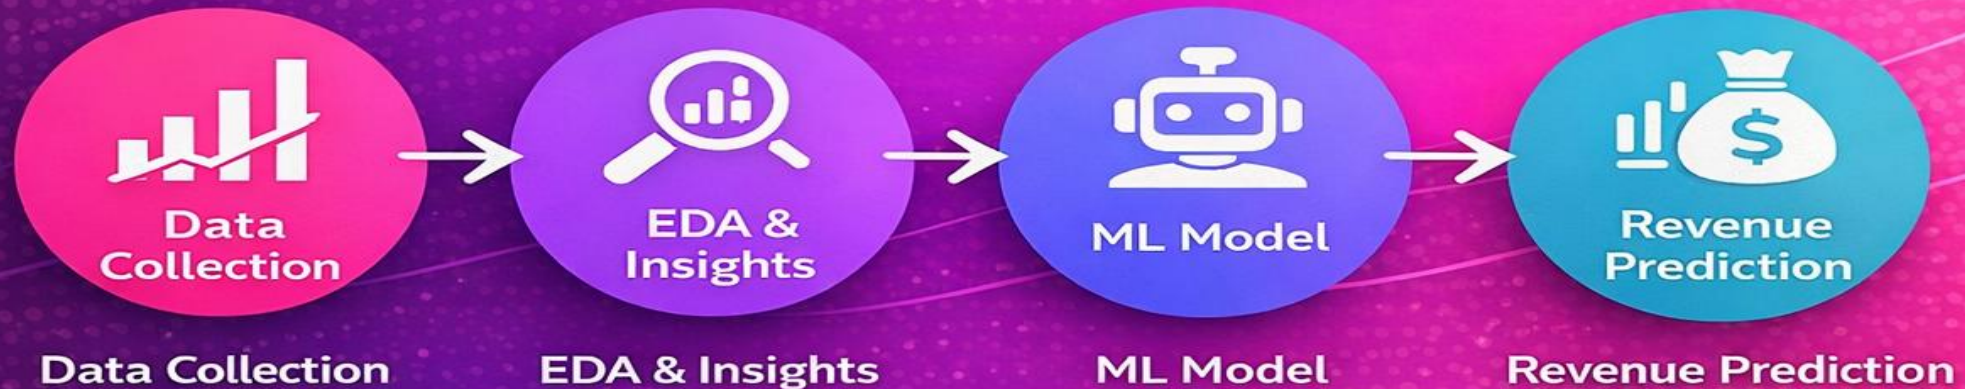 Data
Collection
EDA &
Insights
ML Model
$
Revenue
Prediction
Data Collection
EDA & Insights
ML Model
Revenue Prediction